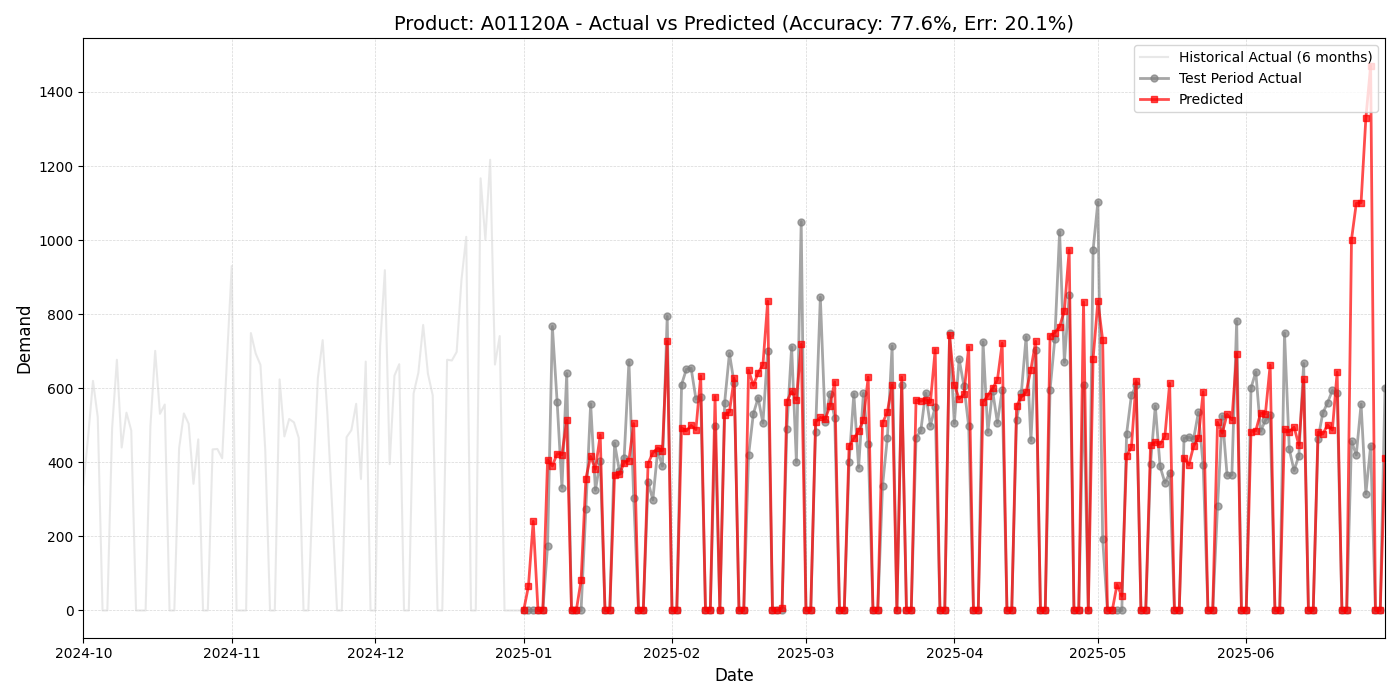 Product: A01120A - Actual vs Predicted (Accuracy: 77.6%, Err: 20.1%)
Historical Actual (6 months)
Test Period Actual
Predicted
Demand
1400
1200
1000
800
600
400
200
0
2024-10
2024-11
2024-12
2025-01
2025-02
2025-03
2025-04
2025-05
2025-06
Date